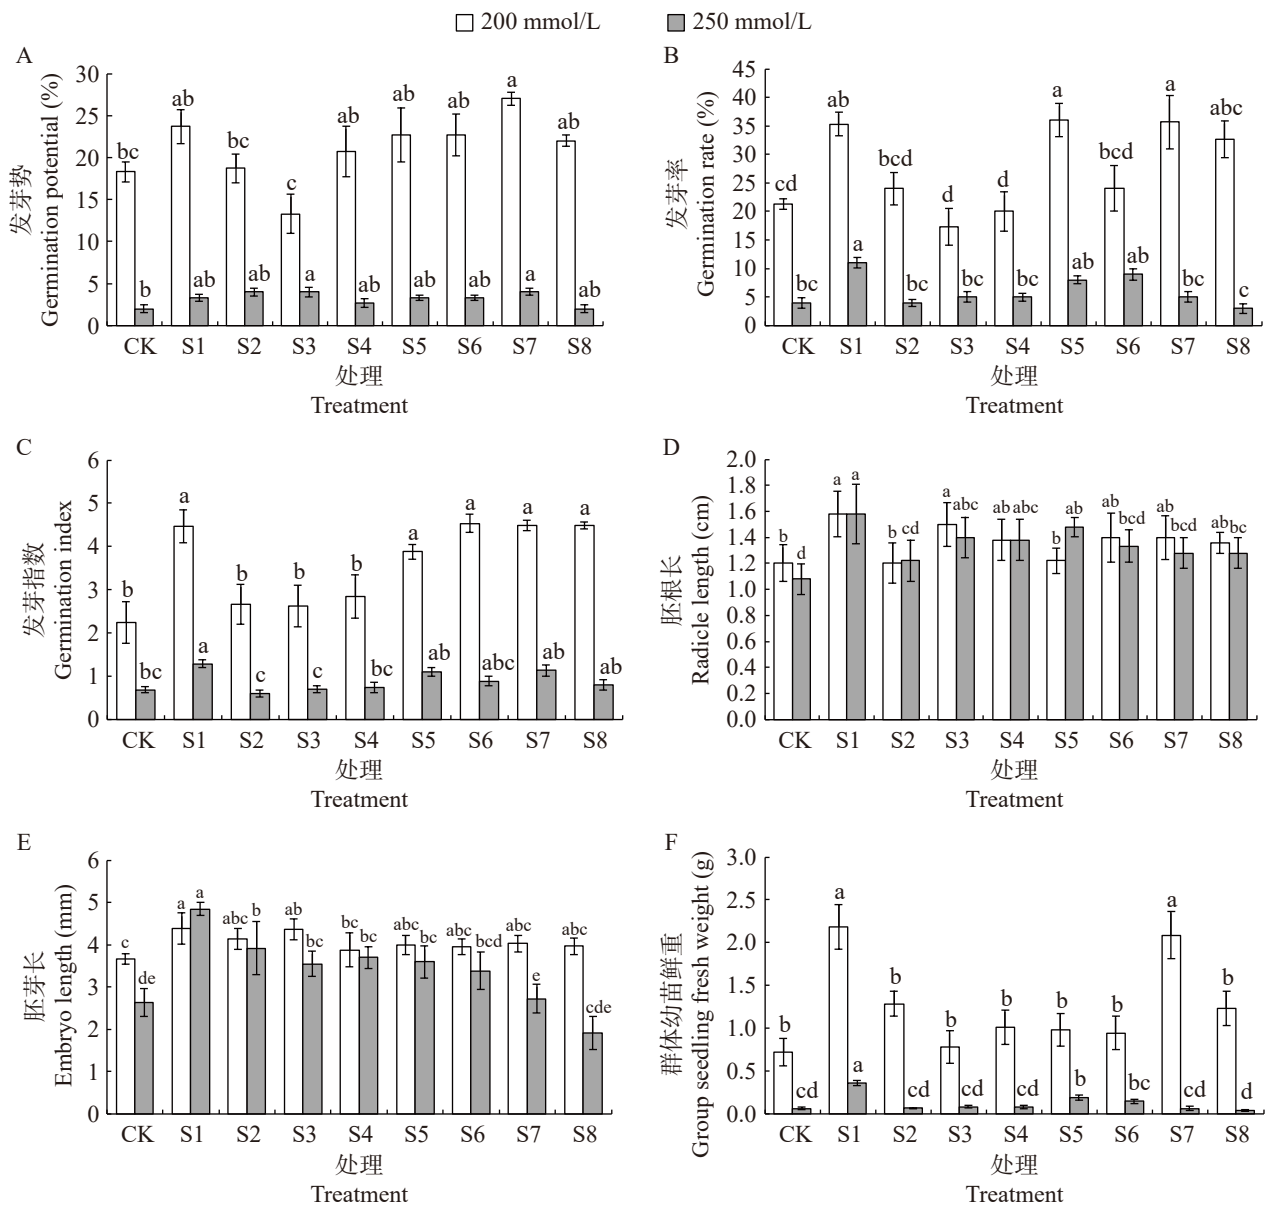 200 mmol/L 250 mmol/L
A
发芽势
Germination potential (%)
30
25
20
15
10
5
0
bc ab bc c ab ab ab a ab
b ab ab a ab ab ab a ab
CK S1 S2 S3 S4 S5 S6 S7 S8
处理
Treatment
B
发芽率
Germination rate (%)
45
40
35
30
25
20
15
10
5
0
cd ab bcd d d a bcd a abc
bc a bc bc bc ab ab bc c
CK S1 S2 S3 S4 S5 S6 S7 S8
处理
Treatment
C
发芽指数
Germination index
6
5
4
3
2
1
0
b a b b b a a a a
bc a c c bc ab abc ab ab
CK S1 S2 S3 S4 S5 S6 S7 S8
处理
Treatment
D
胚根长
Radicle length (cm)
2.0
1.8
1.6
1.4
1.2
1.0
0.8
0.6
0.4
0.2
0.0
b a b a ab b ab ab ab
d a cd abc abc ab bcd bcd bc
CK S1 S2 S3 S4 S5 S6 S7 S8
处理
Treatment
E
胚芽长
Embryo length (mm)
6
5
4
3
2
1
0
c a abc ab bc abc abc abc abc
de a b bc bc bc bcd e cde
CK S1 S2 S3 S4 S5 S6 S7 S8
处理
Treatment
F
群体幼苗鲜重
Group seedling fresh weight (g)
3.0
2.5
2.0
1.5
1.0
0.5
0.0
b a b b b b b a b
cd a cd cd cd b bc cd d
CK S1 S2 S3 S4 S5 S6 S7 S8
处理
Treatment